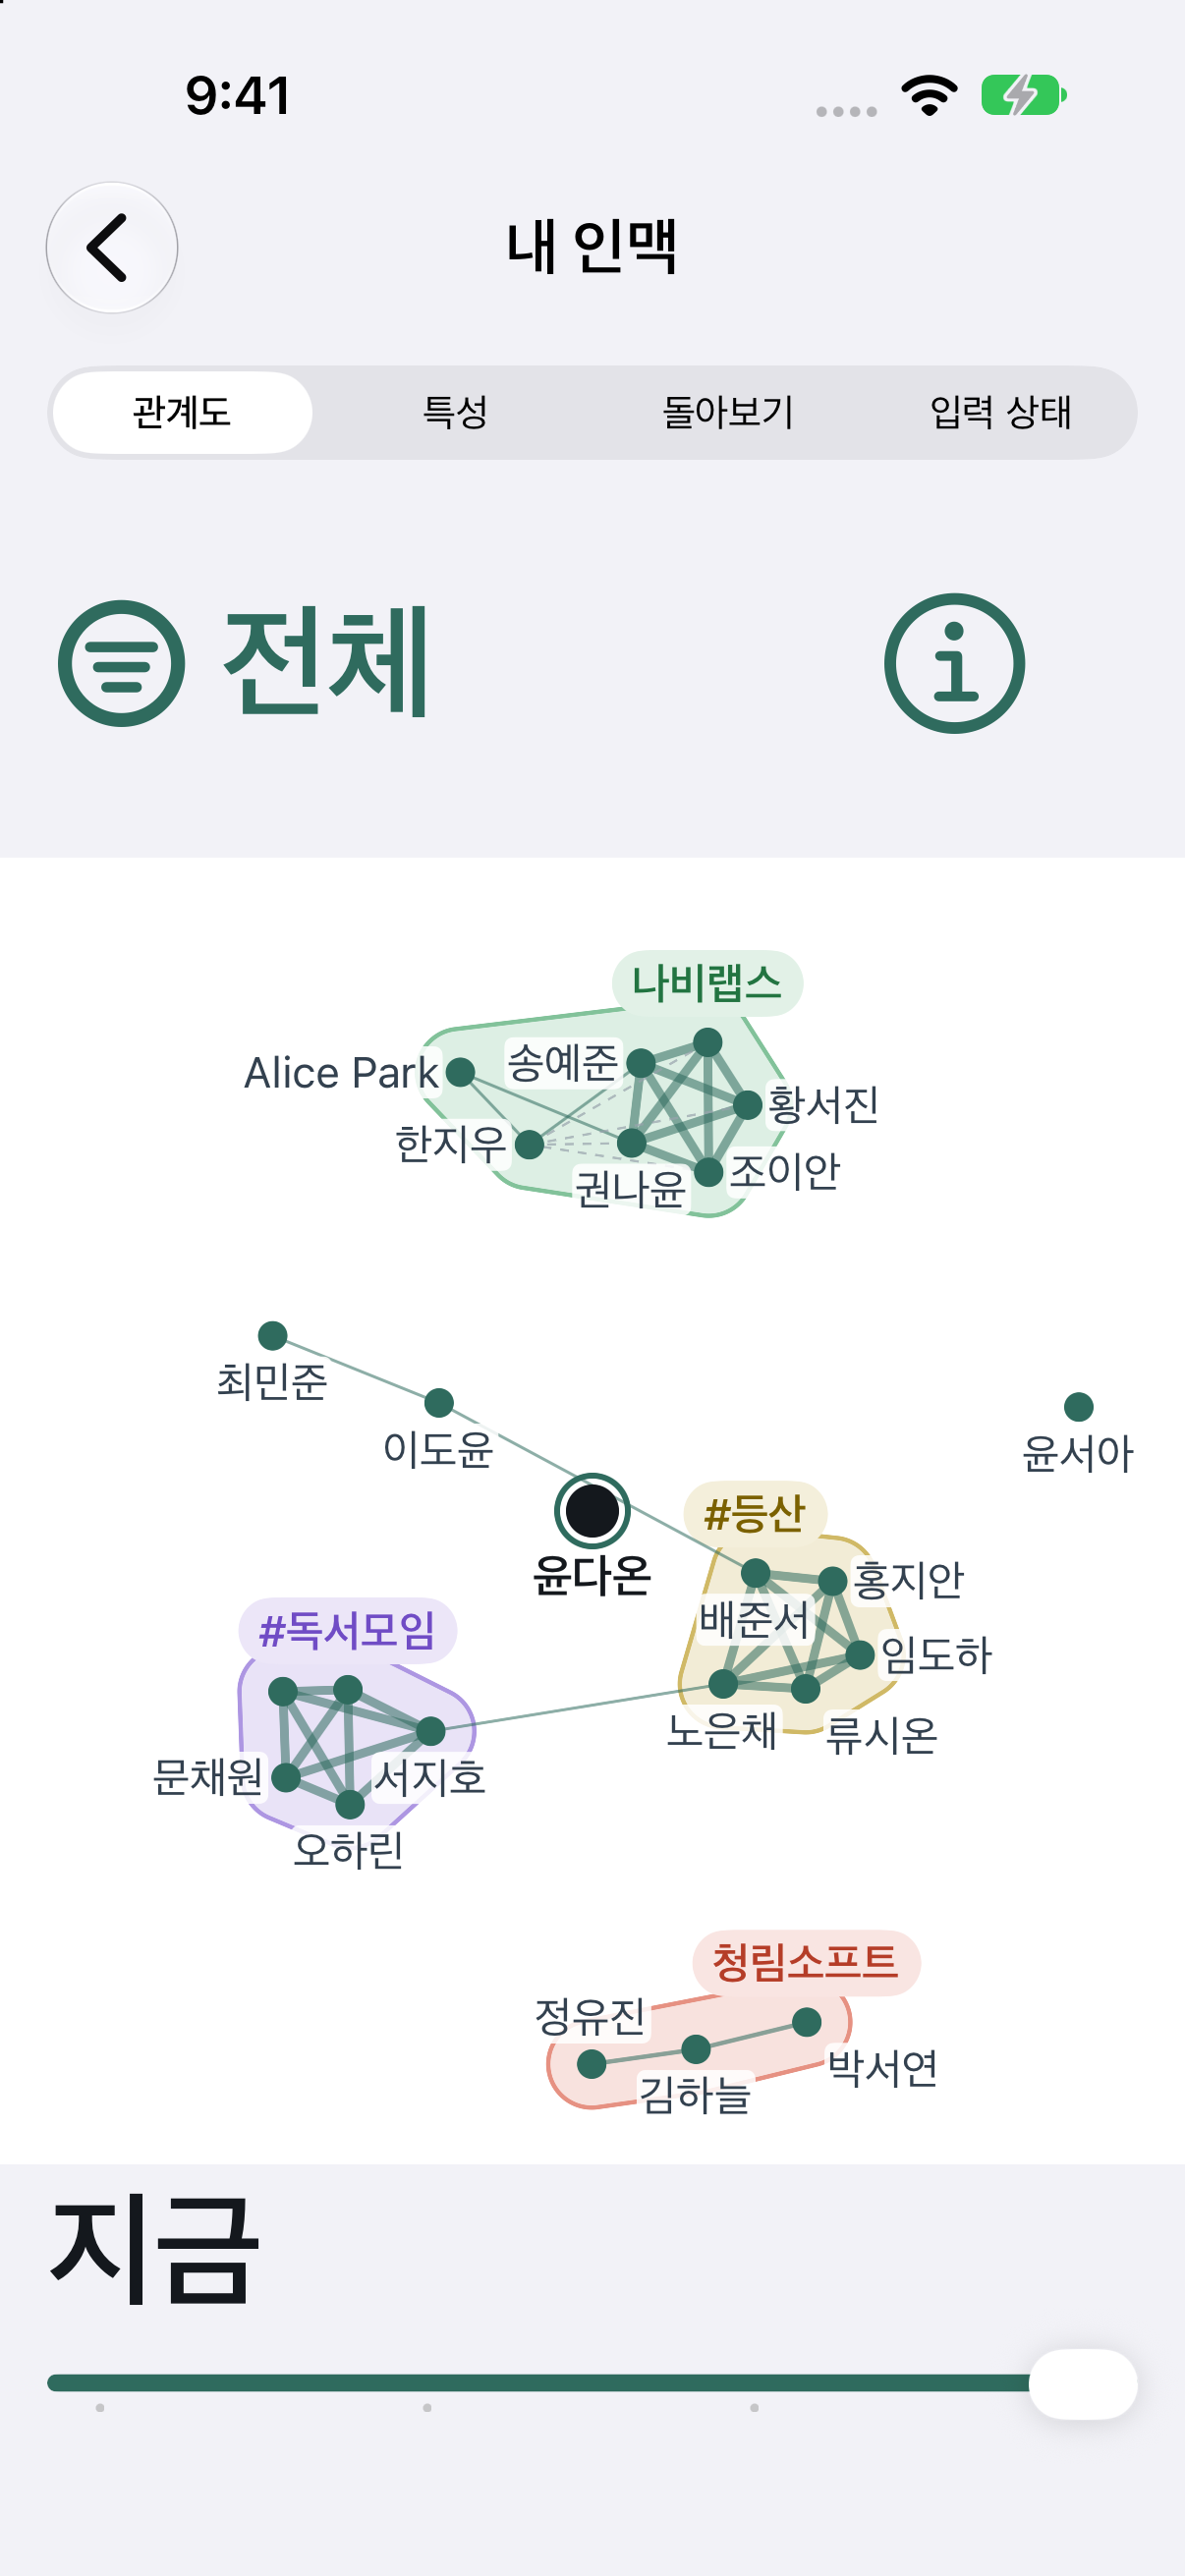 9:41
내 인맥
관계도
특성
돌아보기
입력 상태
전체
나비랩스
Alice Park
송예준
황서진
한지우
조이안
권나윤
최민준
이도윤
윤서아
#등산
윤다온
홍지안
배준서
#독서모임
임도하
노은채
류시온
문채원
서지호
오하린
청림소프트
정유진
박서연
김하늘
지금